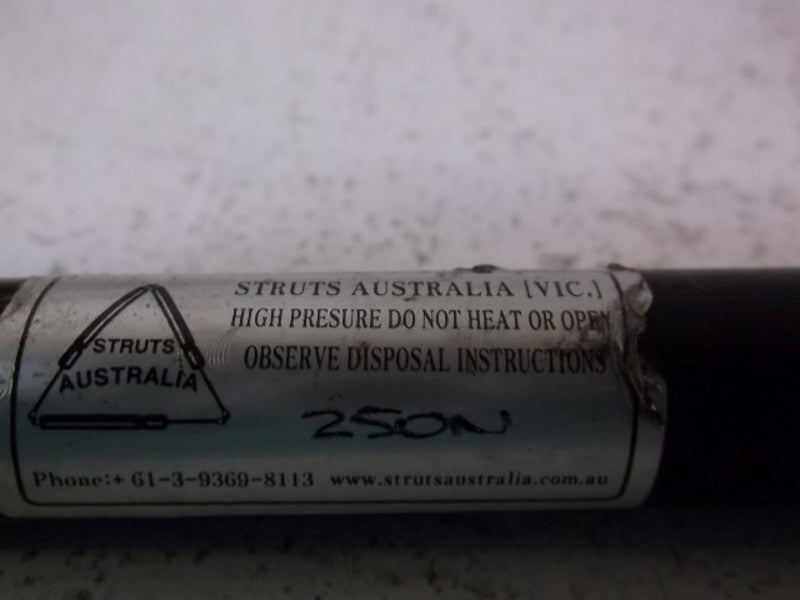 STRUTS AUSTRALIA [VIC.]
HIGH PRESURE DO NOT HEAT OR OPEN
OBSERVE DISPOSAL INSTRUCTIONS
STRUTS
AUSTRALIA
250N
Phone:+ 61-3-9369-8113 www.strutsaustralia.com.au